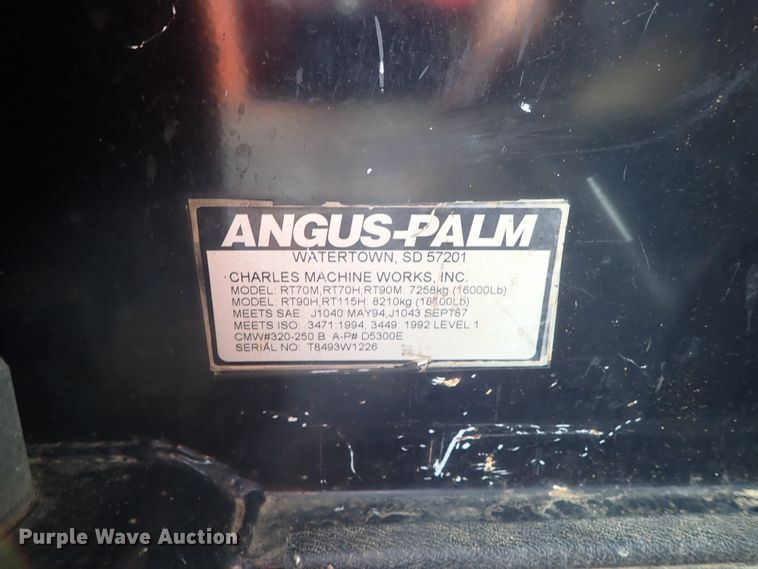 ANGUS-PALM
WATERTOWN, SD 57201
CHARLES MACHINE WORKS, INC.
MODEL: RT70M,RT70H,RT90M: 7258kg (16000Lb)
MODEL: RT90H,RT115H: 8210kg (18100Lb)
MEETS SAE: J1040 MAY94,J1043 SEPT87
MEETS ISO: 3471:1994, 3449: 1992 LEVEL 1
CMW#320-250 B A-P# D5300E
SERIAL NO: T8493W1226
Purple Wave Auction